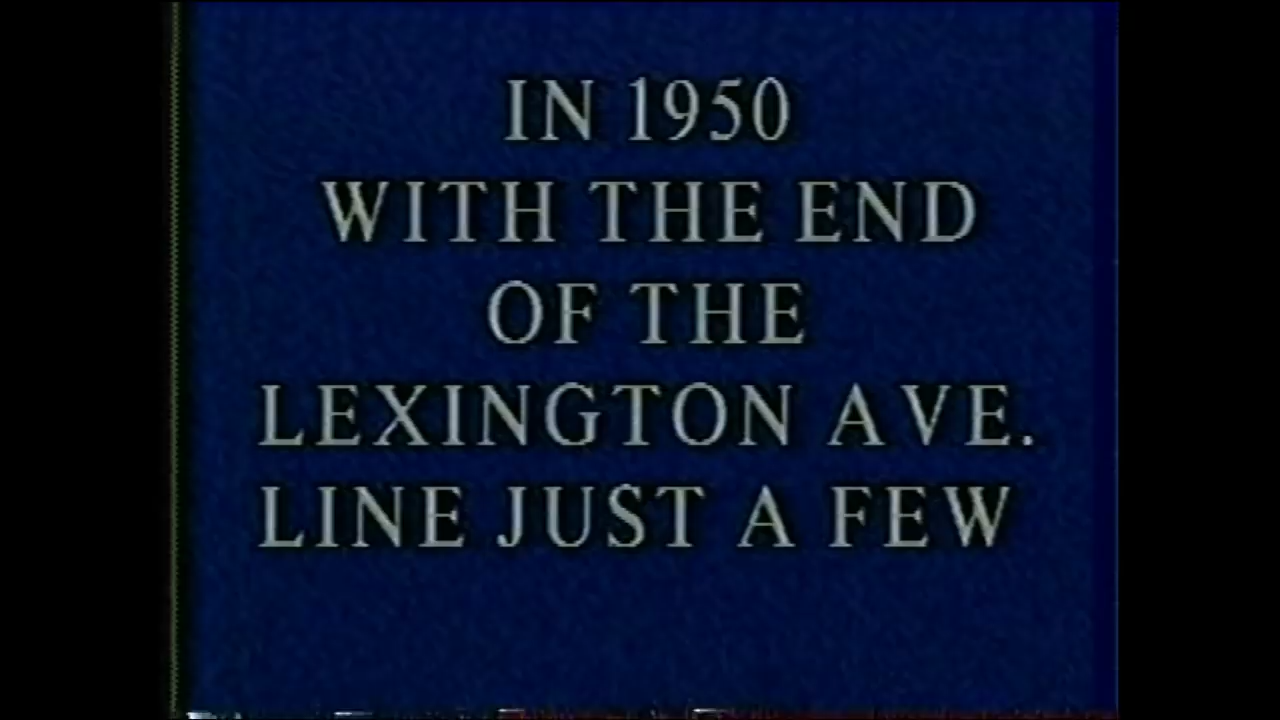 IN 1950
WITH THE END
OF THE
LEXINGTON AVE.
LINE JUST A FEW